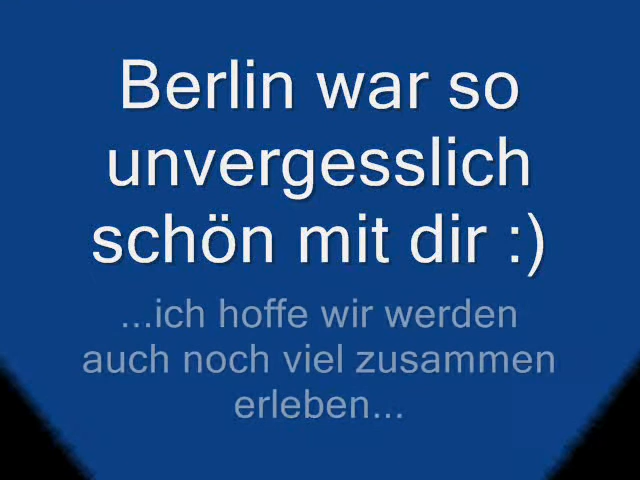 Berlin war so
unvergesslich
schön mit dir :)
...ich hoffe wir werden
auch noch viel zusammen
erleben...